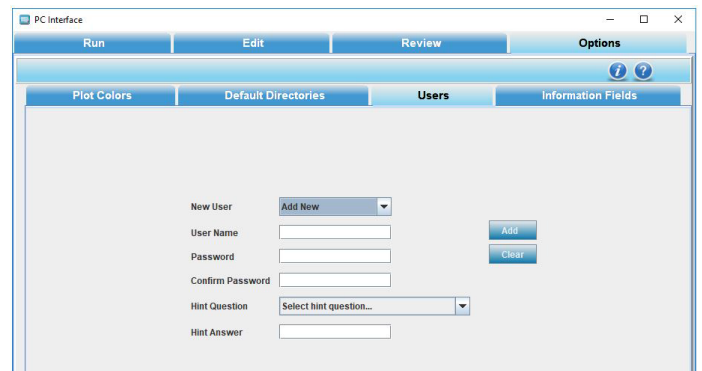 PC Interface
Run Edit Review Options
i ?
Plot Colors Default Directories Users Information Fields
New User Add New
User Name Add
Password Clear
Confirm Password
Hint Question Select hint question...
Hint Answer